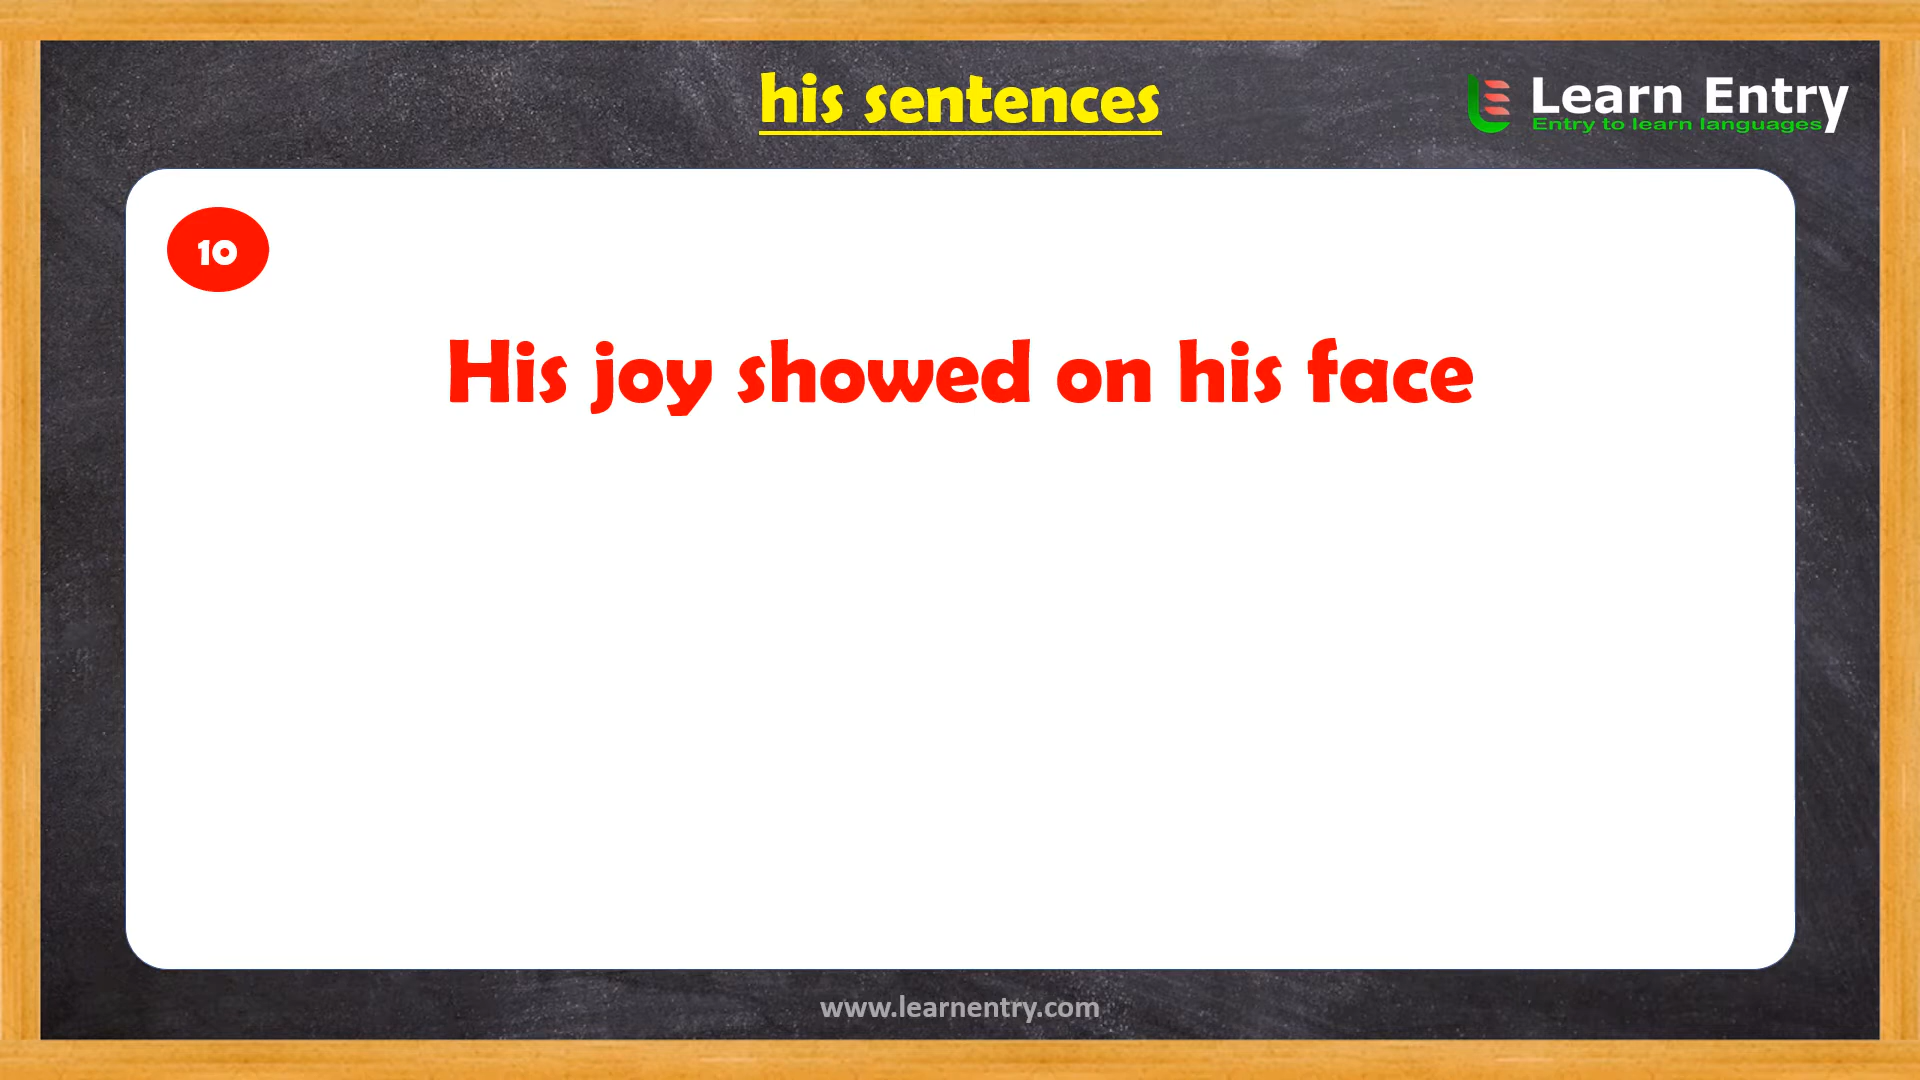 his sentences
Learn Entry
Entry to learn languages
10
His joy showed on his face
www.learnentry.com